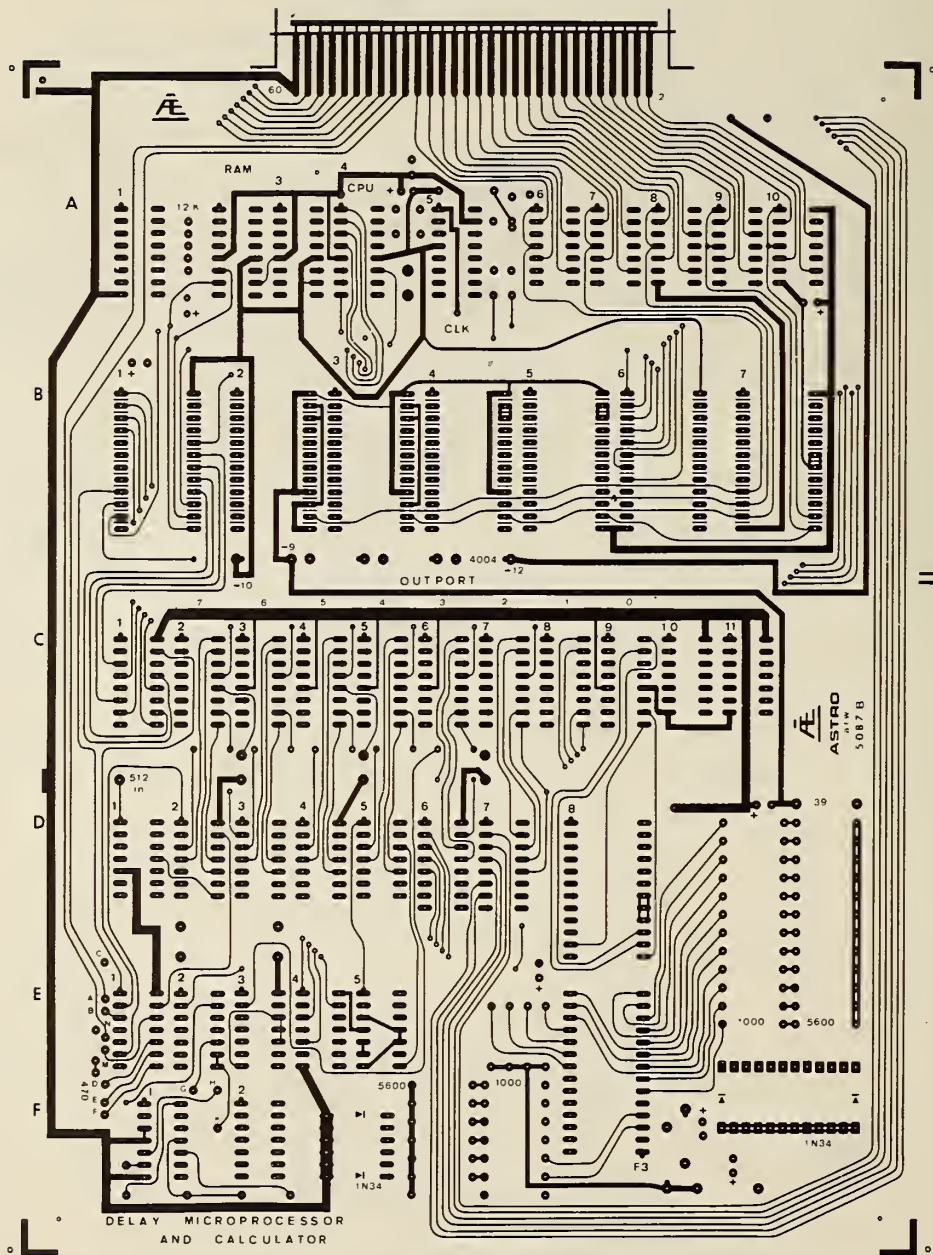 60
2
Æ
RAM
4
CPU
+
1
3
5
6
7
8
9
10
A
12 K
+
CLK
+
3
1 +
2
4
5
6
7
B
-9
4004
-12
-10
OUTPORT
7 6 5 4 3 2 1 0
1 2 3 4 5 6 7 8 9 10 11
C
Æ
ASTRO
5087B
512
in
39
+
1 2 3 4 5 6 7 8
D
+
C
1 2 3 4 5
E
A
B
N
M
1000 5600
470
D
E
F
G
H
5600
1000
F
1
2
1N34
1N34
F3
+
+
DELAY MICROPROCESSOR
AND CALCULATOR